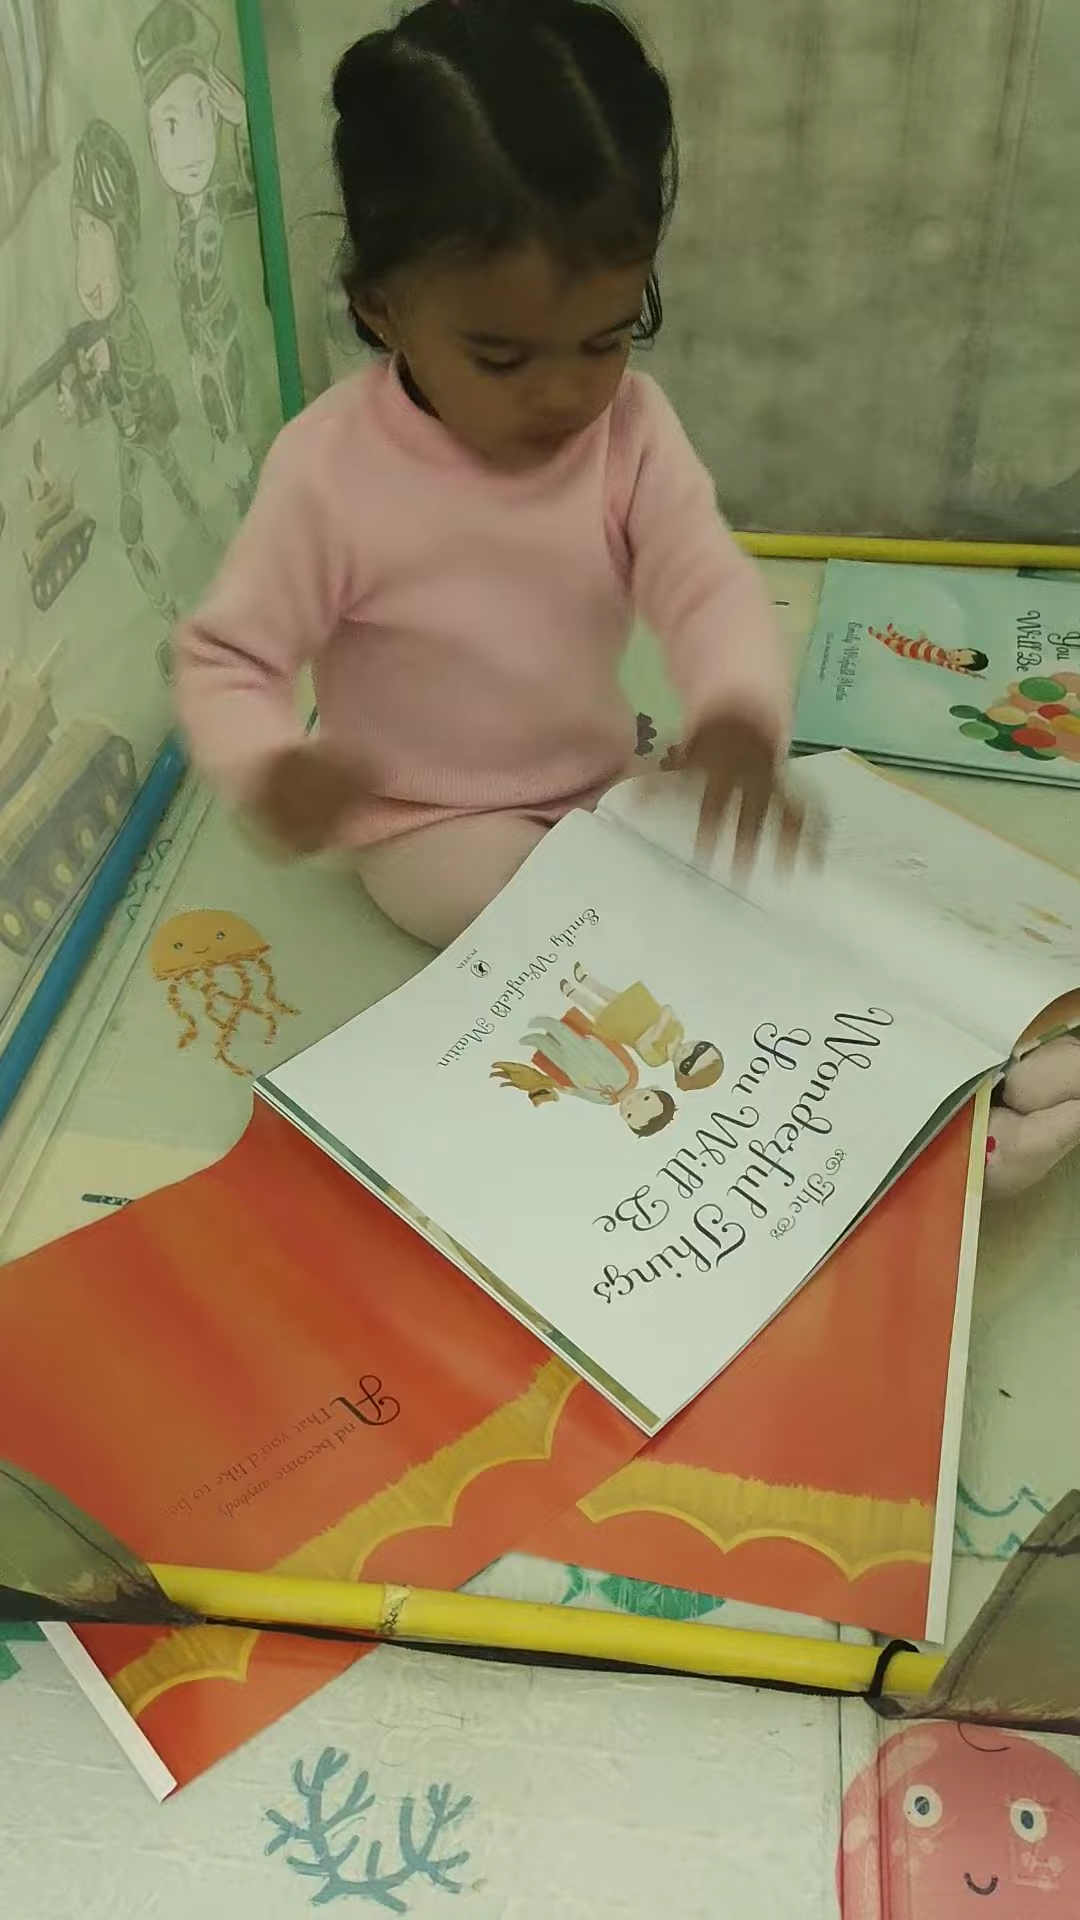 The
Wonderful Things
You Will Be
Emily Winfield Martin
And become anybody
That you'd like to be...
You
Will Be
Emily Winfield Martin